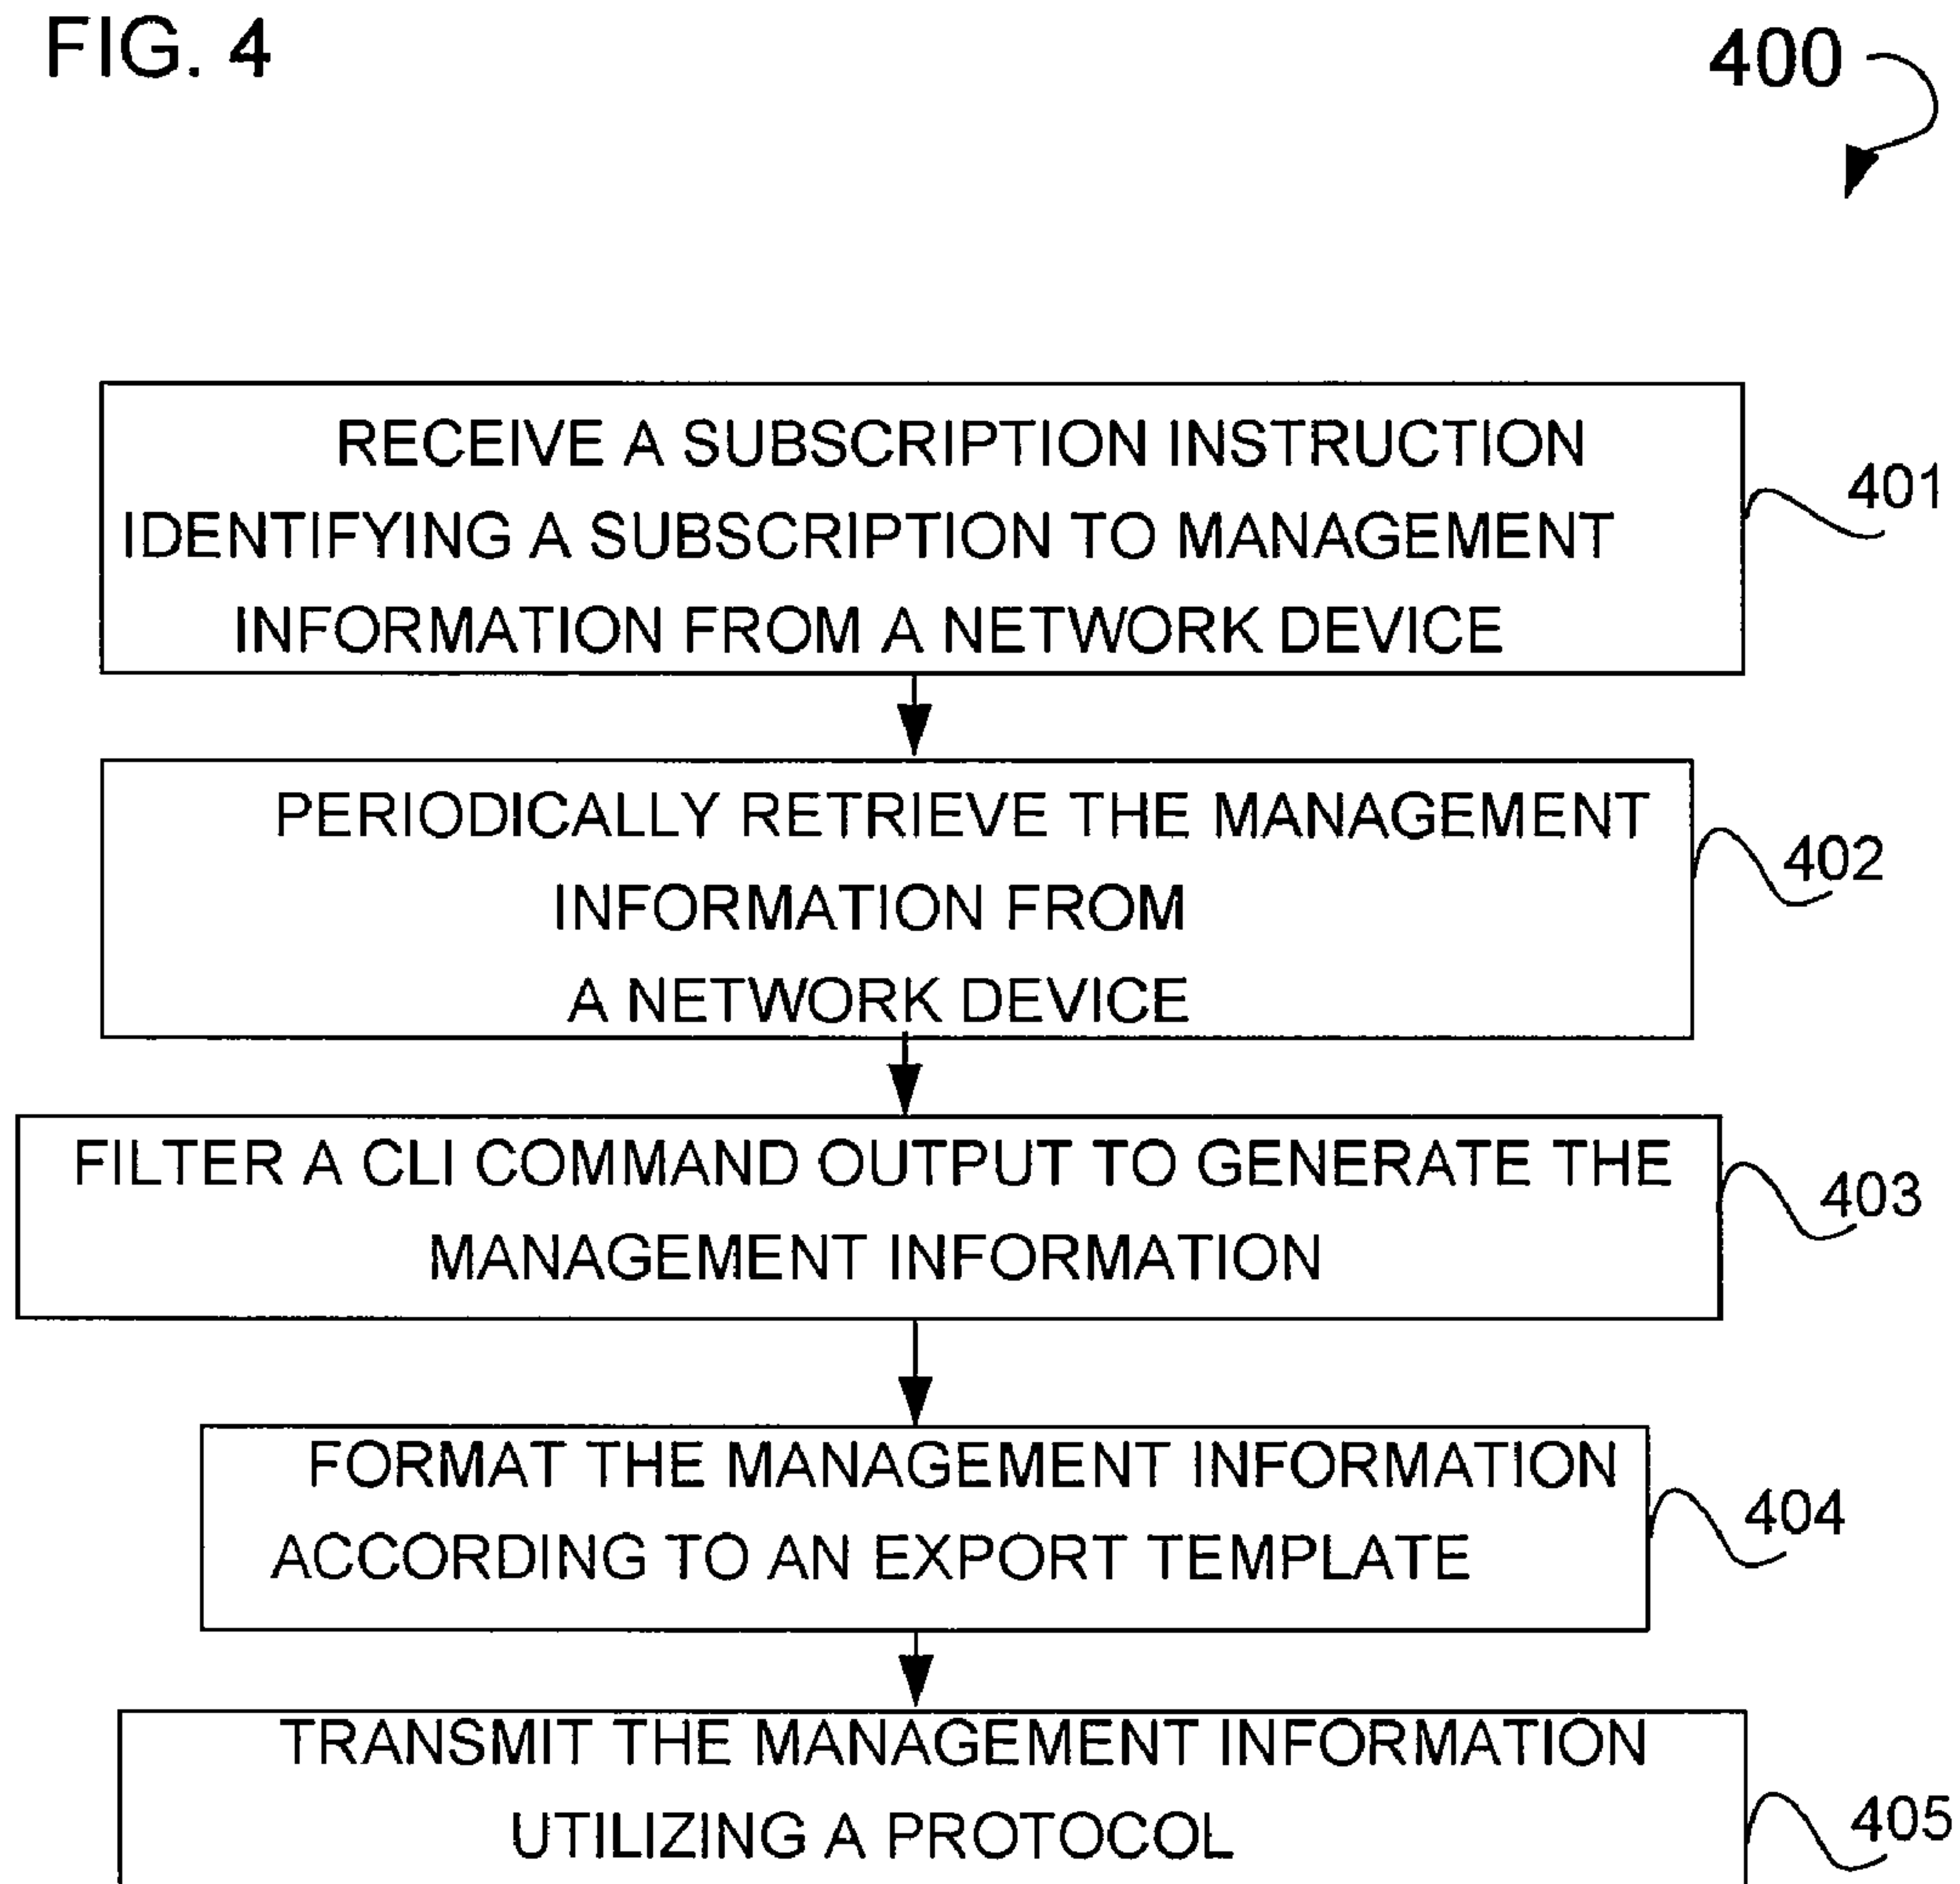 FIG. 4
400
RECEIVE A SUBSCRIPTION INSTRUCTION
IDENTIFYING A SUBSCRIPTION TO MANAGEMENT
INFORMATION FROM A NETWORK DEVICE
401
PERIODICALLY RETRIEVE THE MANAGEMENT
INFORMATION FROM
A NETWORK DEVICE
402
FILTER A CLI COMMAND OUTPUT TO GENERATE THE
MANAGEMENT INFORMATION
403
FORMAT THE MANAGEMENT INFORMATION
ACCORDING TO AN EXPORT TEMPLATE
404
TRANSMIT THE MANAGEMENT INFORMATION
UTILIZING A PROTOCOL
405